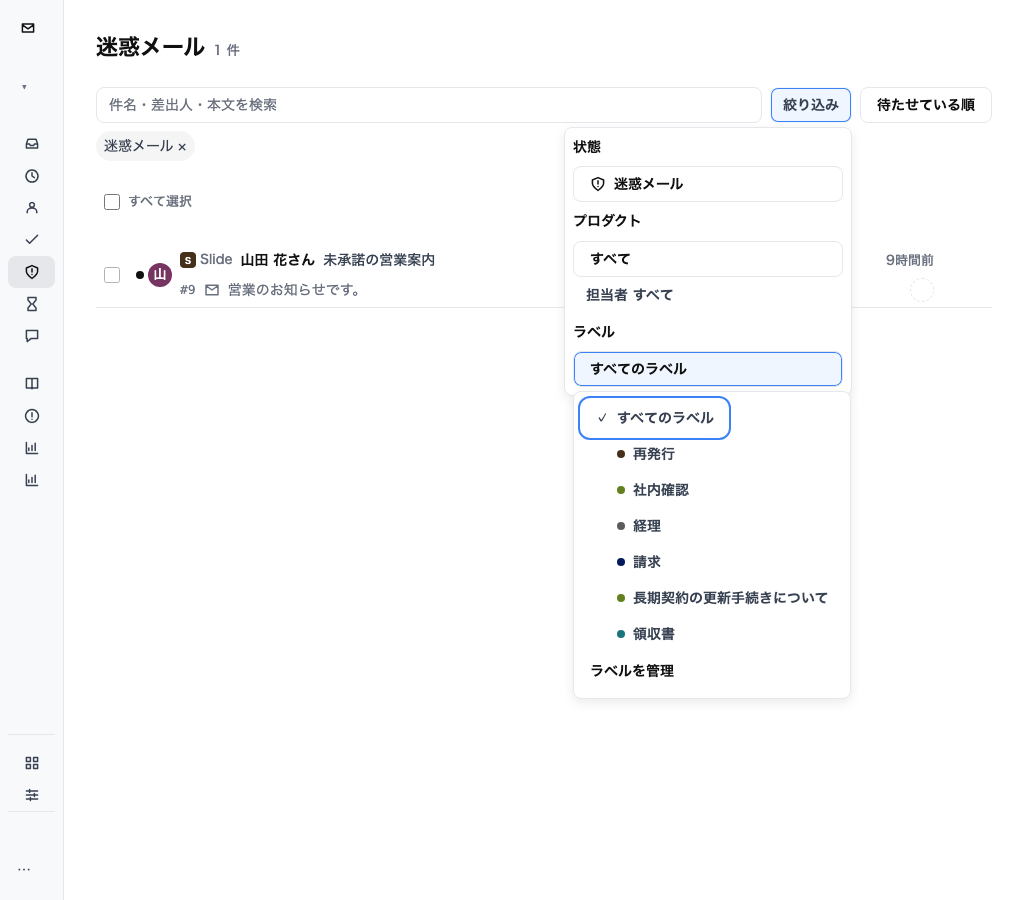 迷惑メール 1 件
件名・差出人・本文を検索
絞り込み
待たせている順
迷惑メール ×
すべて選択
S Slide 山田 花さん 未承諾の営業案内
山
#9 営業のお知らせです。
9時間前
状態
迷惑メール
プロダクト
すべて
担当者 すべて
ラベル
すべてのラベル
✓ すべてのラベル
再発行
社内確認
経理
請求
長期契約の更新手続きについて
領収書
ラベルを管理